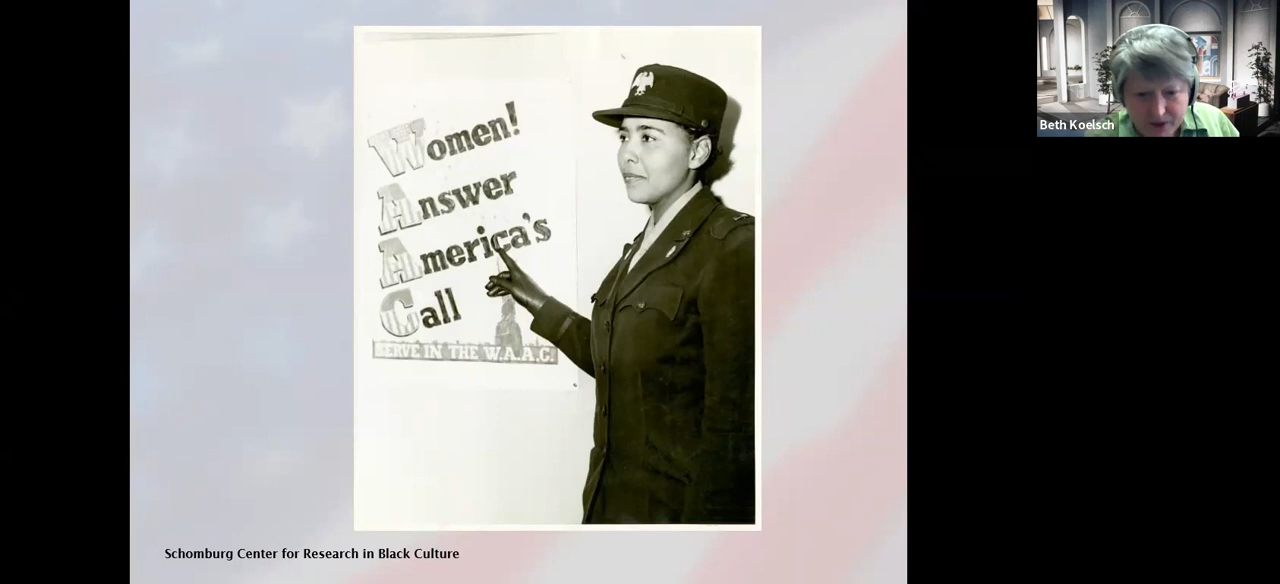 Women!
Answer
America's
Call
SERVE IN THE W.A.A.C.
Schomburg Center for Research in Black Culture
Beth Koelsch